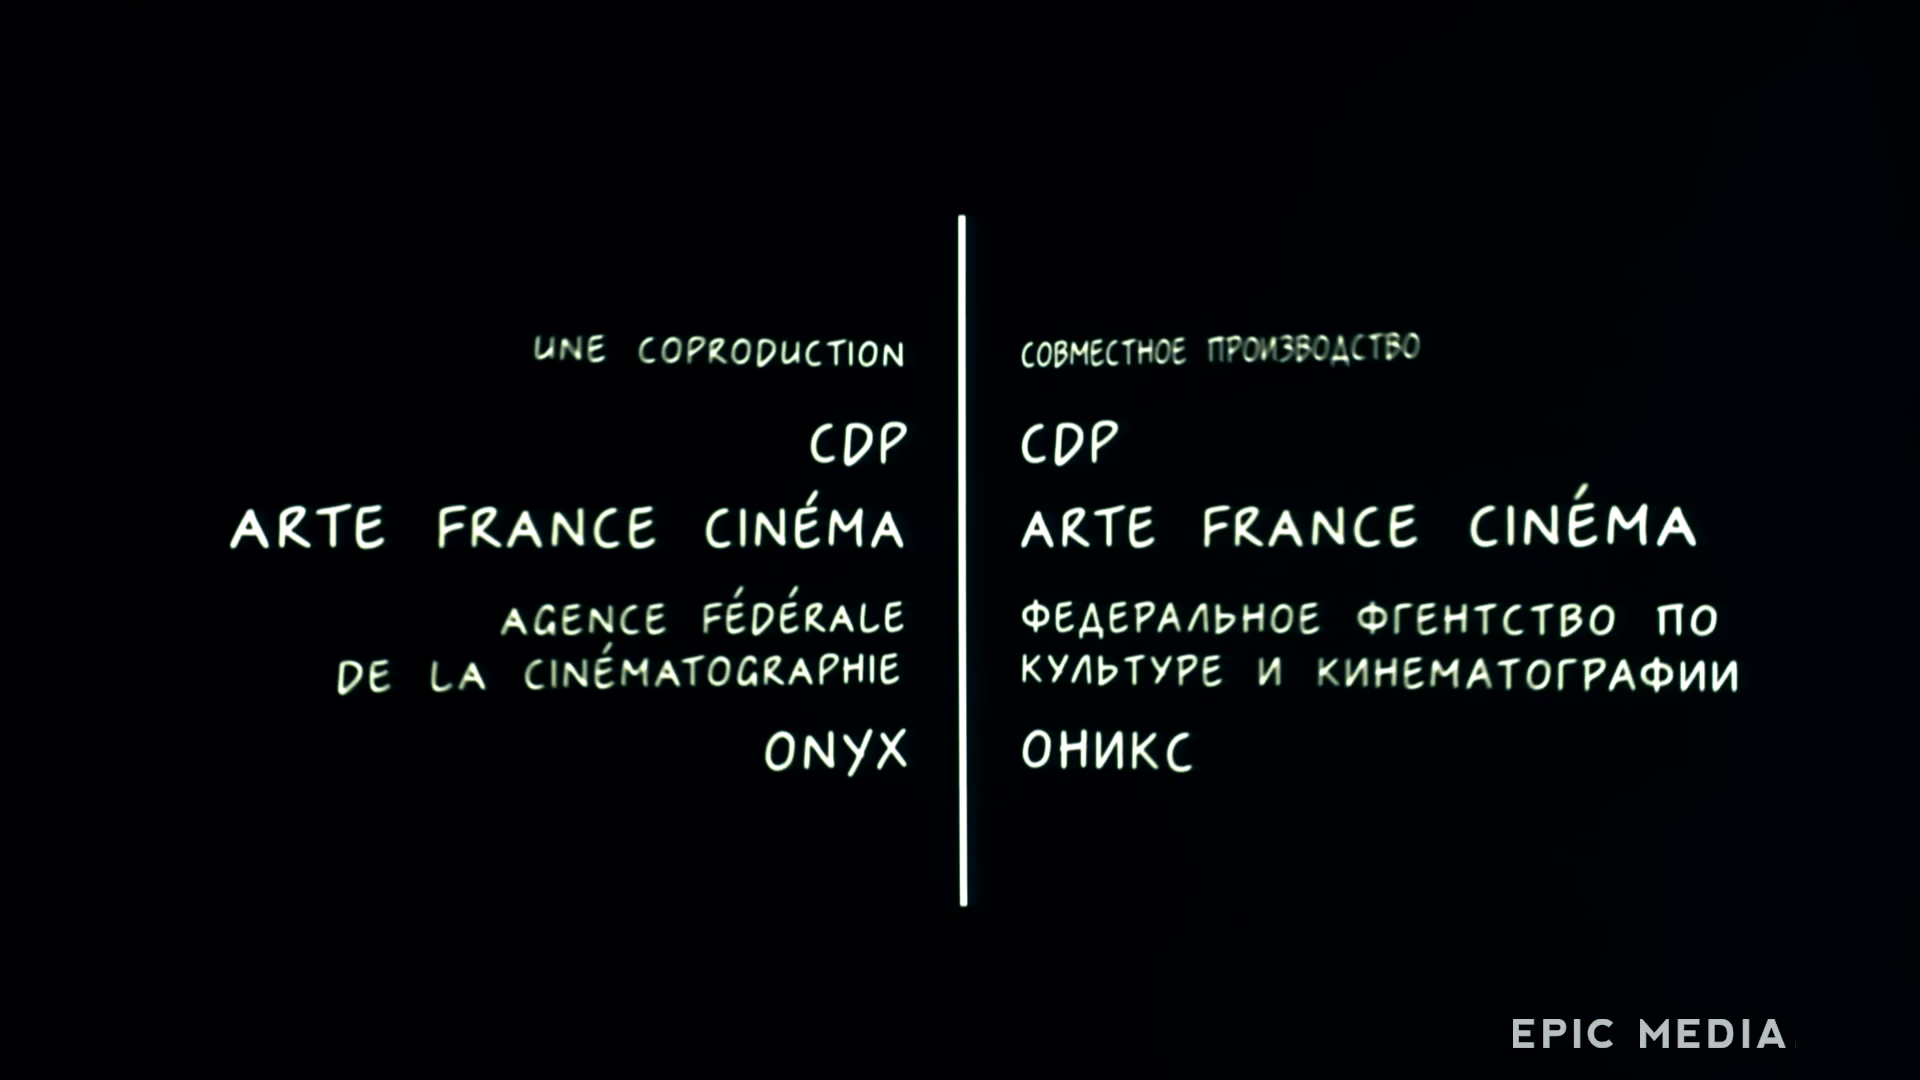 UNE COPRODUCTION
CDP
ARTE FRANCE CINÉMA
AGENCE FÉDÉRALE
DE LA CINÉMATOGRAPHIE
ONYX
СОВМЕСТНОЕ ПРОИЗВОДСТВО
CDP
ARTE FRANCE CINÉMA
ФЕДЕРАЛЬНОЕ ФГЕНТСТВО ПО
КУЛЬТУРЕ И КИНЕМАТОГРАФИИ
ОНИКС
EPIC MEDIA